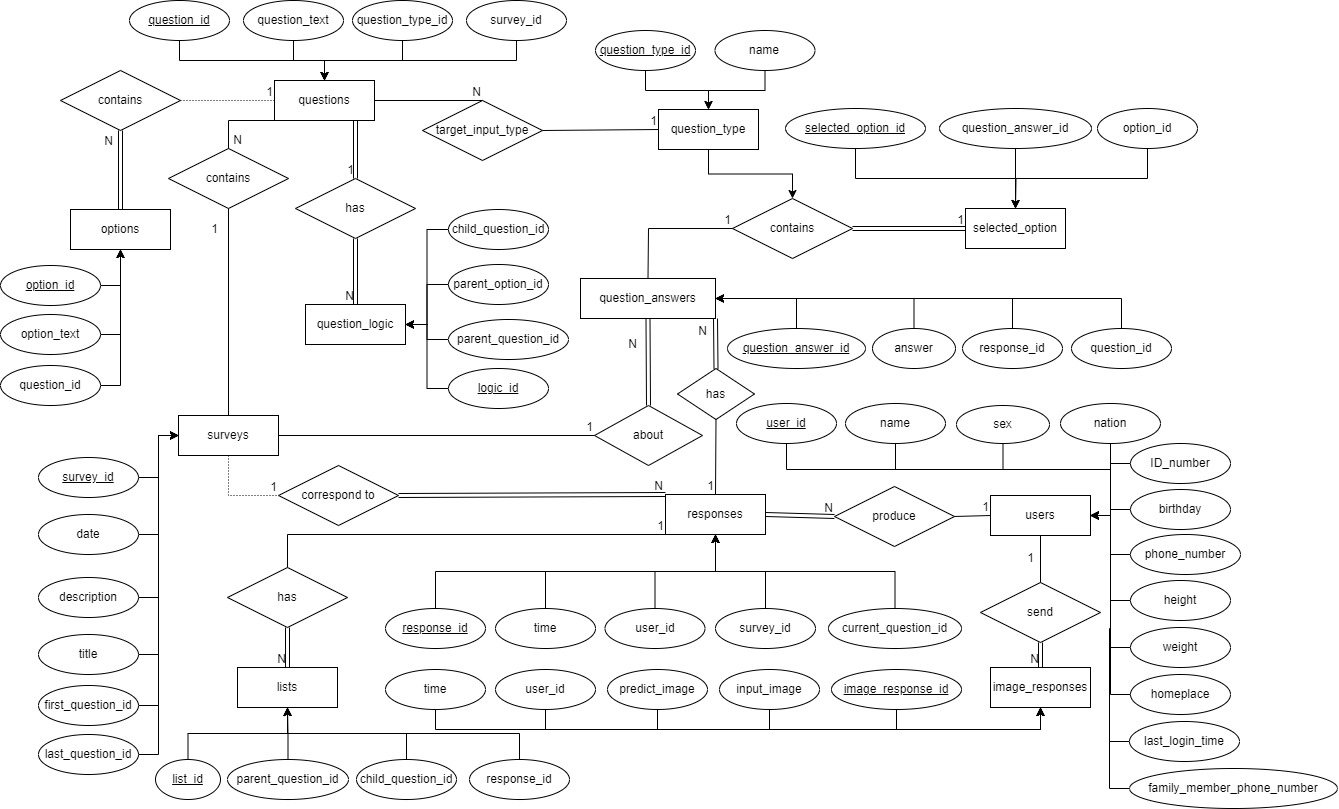 question_id
question_text
question_type_id
survey_id
question_type_id
name
contains
1
questions
N
target_input_type
1
question_type
selected_option_id
question_answer_id
option_id
N
N
contains
1
has
1
options
1
contains
1
selected_option
child_question_id
option_id
parent_option_id
question_answers
N
question_logic
option_text
parent_question_id
N
N
question_answer_id
answer
response_id
question_id
question_id
logic_id
has
surveys
1
about
user_id
name
sex
nation
survey_id
1
correspond to
N
1
responses
N
produce
1
users
ID_number
birthday
date
1
1
phone_number
description
has
send
height
response_id
time
user_id
survey_id
current_question_id
title
N
N
weight
lists
time
user_id
predict_image
input_image
image_response_id
image_responses
homeplace
first_question_id
last_question_id
last_login_time
list_id
parent_question_id
child_question_id
response_id
family_member_phone_number